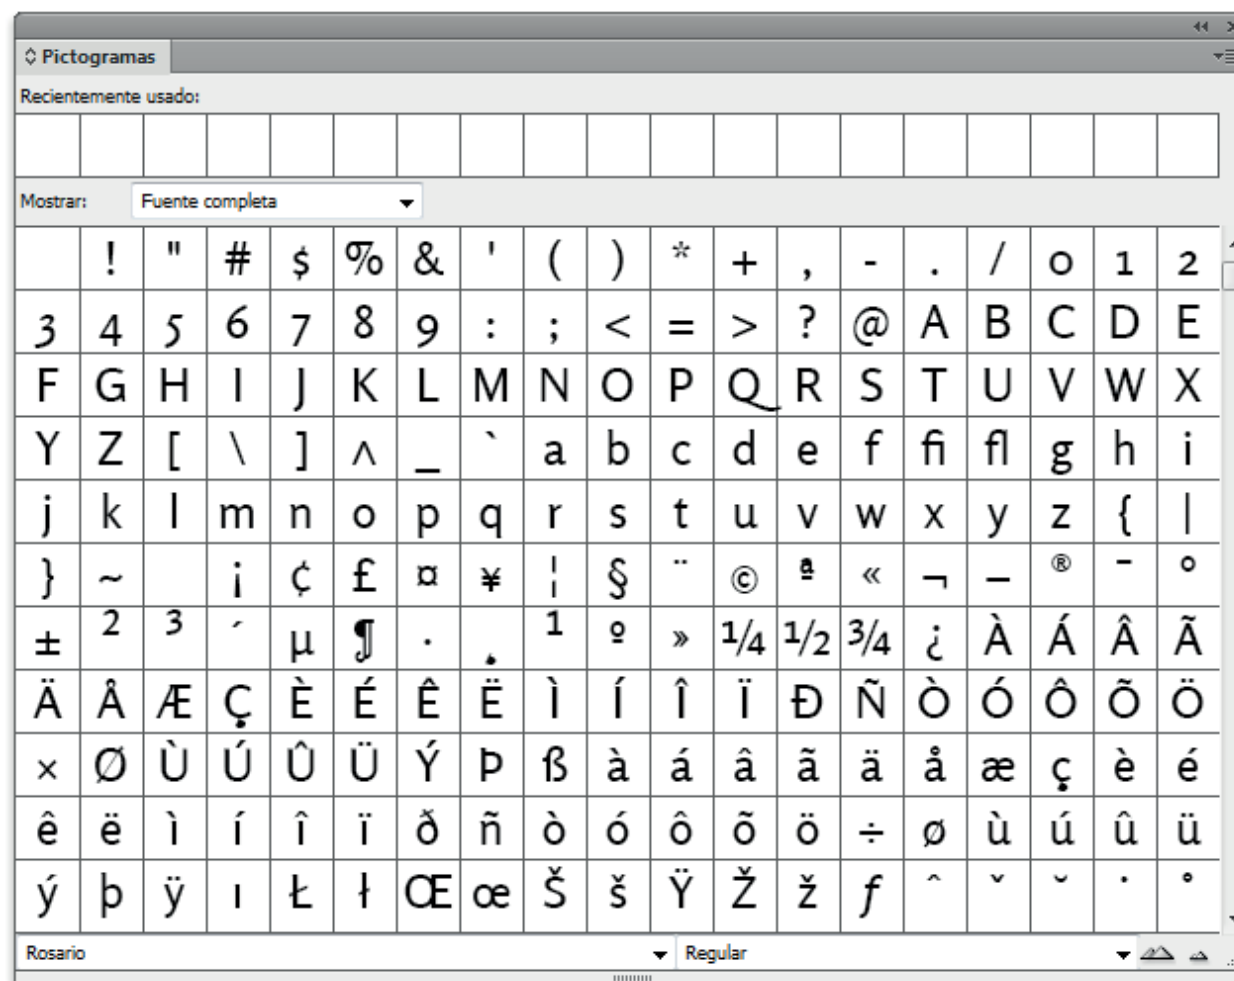 Pictogramas
Recientemente usado:
Mostrar: Fuente completa
! " # $ % & ' ( ) * + , - . / 0 1 2
3 4 5 6 7 8 9 : ; < = > ? @ A B C D E
F G H I J K L M N O P Q R S T U V W X
Y Z [ \ ] ^ _ ` a b c d e f fi fl g h i
j k l m n o p q r s t u v w x y z { |
} ~ ¡ ¢ £ ¤ ¥ ¦ § ¨ © ª « ¬ – ® ¯ °
± ² ³ ´ µ ¶ · ¸ ¹ º » ¼ ½ ¾ ¿ À Á Â Ã
Ä Å Æ Ç È É Ê Ë Ì Í Î Ï Ð Ñ Ò Ó Ô Õ Ö
× Ø Ù Ú Û Ü Ý Þ ß à á â ã ä å æ ç è é
ê ë ì í î ï ð ñ ò ó ô õ ö ÷ ø ù ú û ü
ý þ ÿ ı Ł ł Œ œ Š š Ÿ Ž ž ƒ ˆ ˇ ˘ ˙ ˚
Rosario Regular